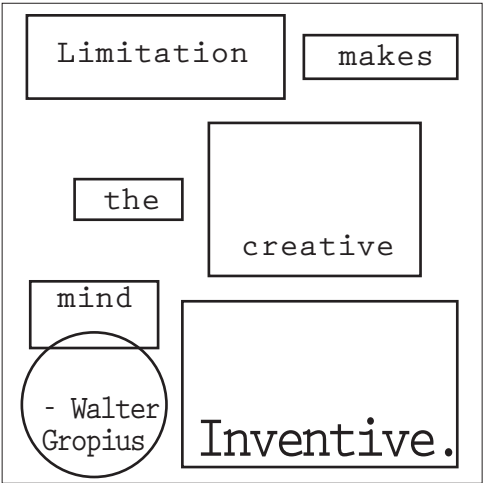 Limitation makes
the
creative
mind
- Walter
Gropius
Inventive.